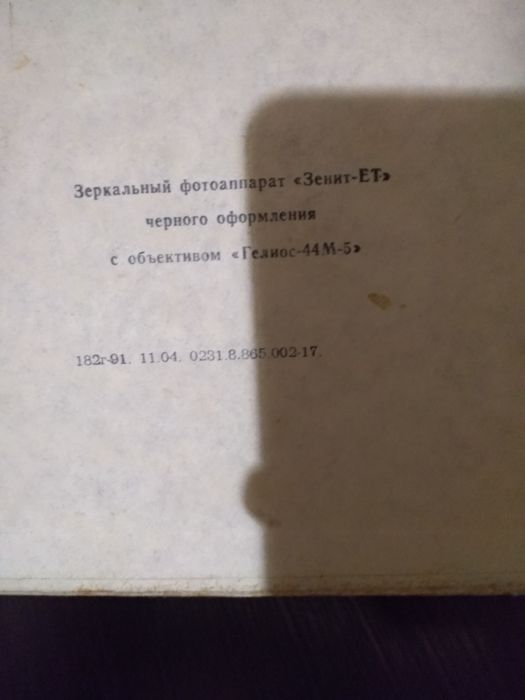 Зеркальный фотоаппарат «Зенит-ЕТ»
черного оформления
с объективом «Гелиос-44М-5»
182г-91. 11.04. 0231.8.865.002-17.